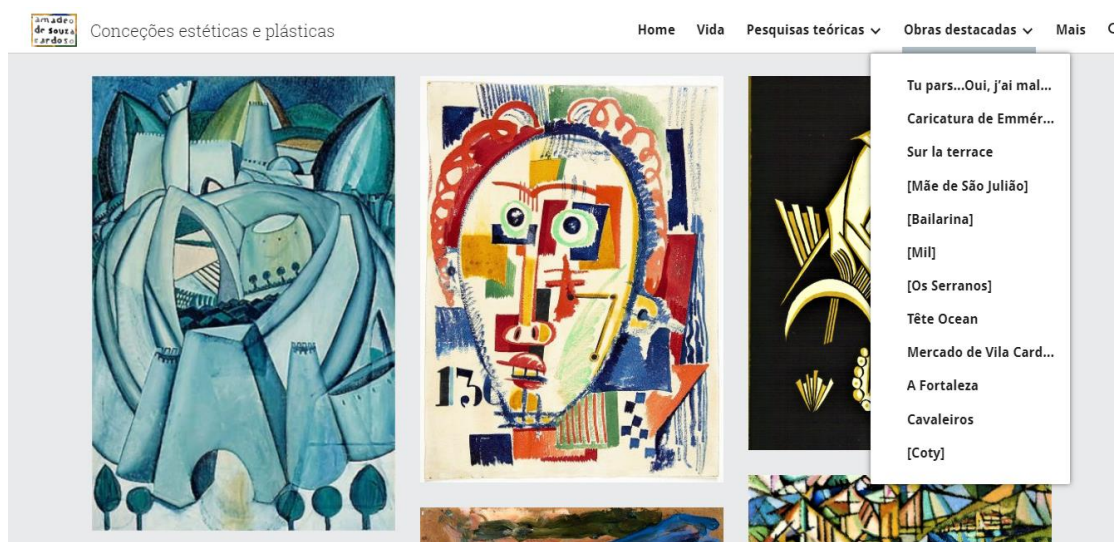 amadeo
de souza
cardoso
Conceções estéticas e plásticas
Home Vida Pesquisas teóricas Obras destacadas Mais
Tu pars...Oui, j'ai mal...
Caricatura de Emmér...
Sur la terrace
[Mãe de São Julião]
[Bailarina]
[Mil]
[Os Serranos]
Tête Ocean
Mercado de Vila Card...
A Fortaleza
Cavaleiros
[Coty]